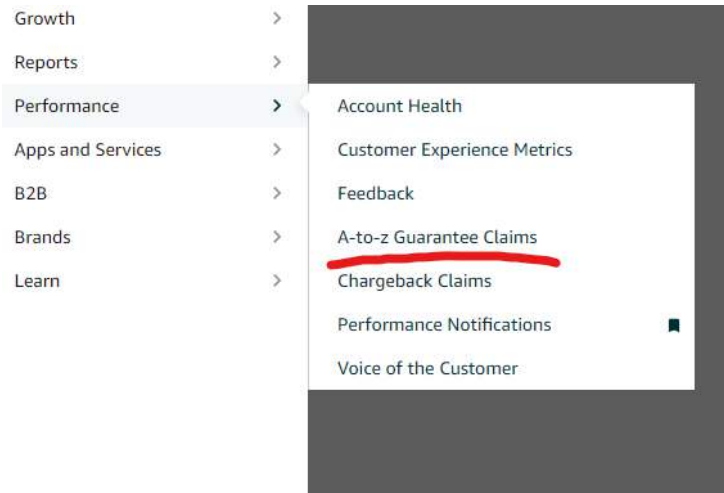 Growth
Reports
Performance
Apps and Services
B2B
Brands
Learn
Account Health
Customer Experience Metrics
Feedback
A-to-z Guarantee Claims
Chargeback Claims
Performance Notifications
Voice of the Customer